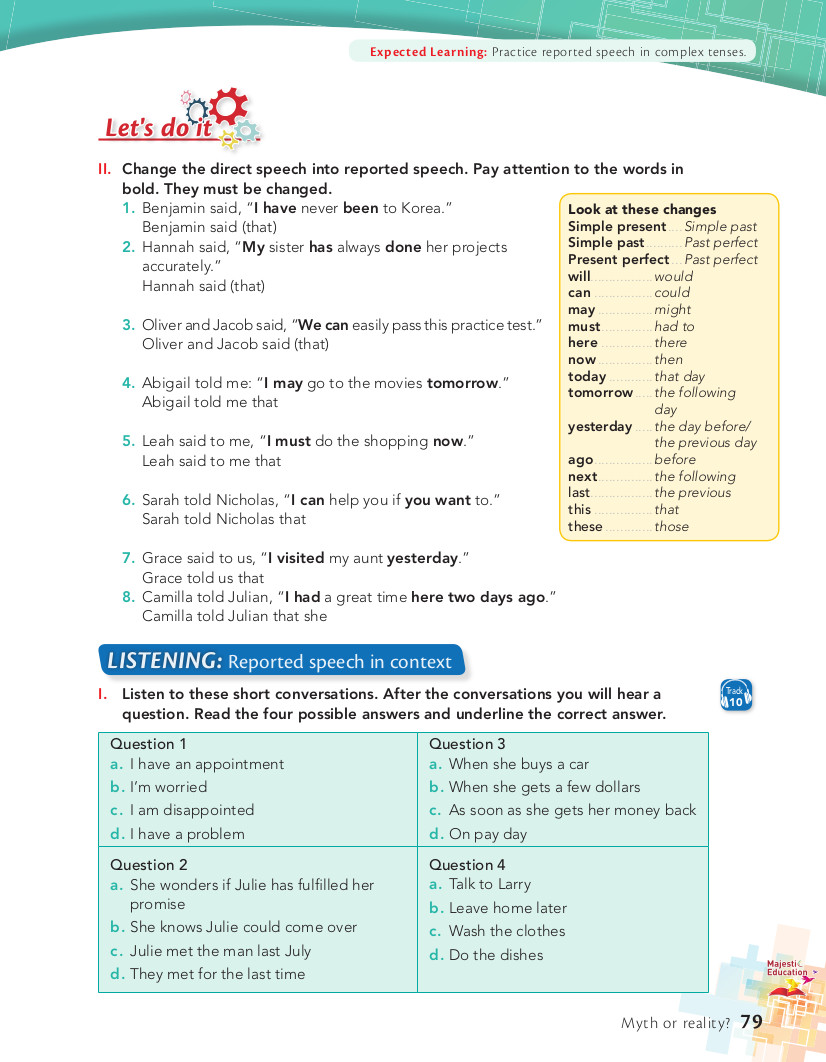 Expected Learning: Practice reported speech in complex tenses.
Let's do it
II. Change the direct speech into reported speech. Pay attention to the words in
bold. They must be changed.
1. Benjamin said, “I have never been to Korea.”
Benjamin said (that)
2. Hannah said, “My sister has always done her projects
accurately.”
Hannah said (that)
3. Oliver and Jacob said, “We can easily pass this practice test.”
Oliver and Jacob said (that)
4. Abigail told me: “I may go to the movies tomorrow.”
Abigail told me that
5. Leah said to me, “I must do the shopping now.”
Leah said to me that
6. Sarah told Nicholas, “I can help you if you want to.”
Sarah told Nicholas that
7. Grace said to us, “I visited my aunt yesterday.”
Grace told us that
8. Camilla told Julian, “I had a great time here two days ago.”
Camilla told Julian that she
Look at these changes
Simple present .... Simple past
Simple past .......... Past perfect
Present perfect ... Past perfect
will ................ would
can ................ could
may ............... might
must .............. had to
here .............. there
now ............... then
today ............ that day
tomorrow ..... the following
day
yesterday ..... the day before/
the previous day
ago ................ before
next ............... the following
last ................ the previous
this ................ that
these ............. those
LISTENING: Reported speech in context
I. Listen to these short conversations. After the conversations you will hear a
question. Read the four possible answers and underline the correct answer.
Track
10
Question 1
a. I have an appointment
b. I’m worried
c. I am disappointed
d. I have a problem
Question 3
a. When she buys a car
b. When she gets a few dollars
c. As soon as she gets her money back
d. On pay day
Question 2
a. She wonders if Julie has fulfilled her
promise
b. She knows Julie could come over
c. Julie met the man last July
d. They met for the last time
Question 4
a. Talk to Larry
b. Leave home later
c. Wash the clothes
d. Do the dishes
Majestic
Education
Myth or reality? 79